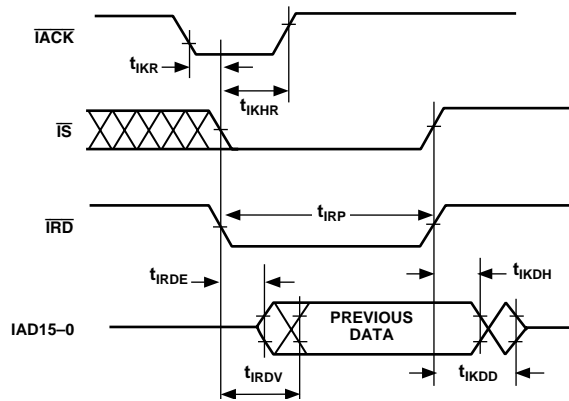 IACK
tIKR
tIKHR
IS
IRD
tIRP
tIRDE
tIKDH
IAD15–0
PREVIOUS
DATA
tIRDV
tIKDD